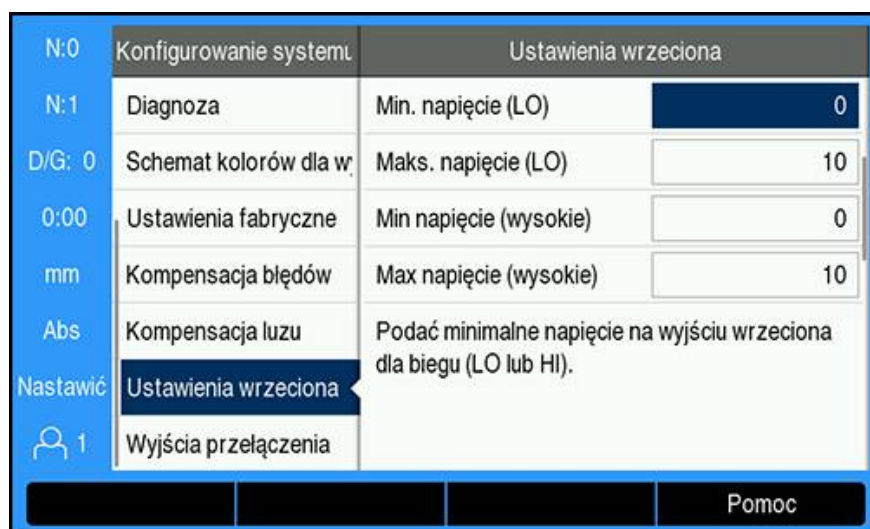 N:0
N:1
D/G: 0
0:00
mm
Abs
Nastawić
1
Konfigurowanie systemu
Diagnoza
Schemat kolorów dla wy
Ustawienia fabryczne
Kompensacja błędów
Kompensacja luzu
Ustawienia wrzeciona
Wyjścia przełączenia
Ustawienia wrzeciona
Min. napięcie (LO) 0
Maks. napięcie (LO) 10
Min napięcie (wysokie) 0
Max napięcie (wysokie) 10
Podać minimalne napięcie na wyjściu wrzeciona
dla biegu (LO lub HI).
Pomoc